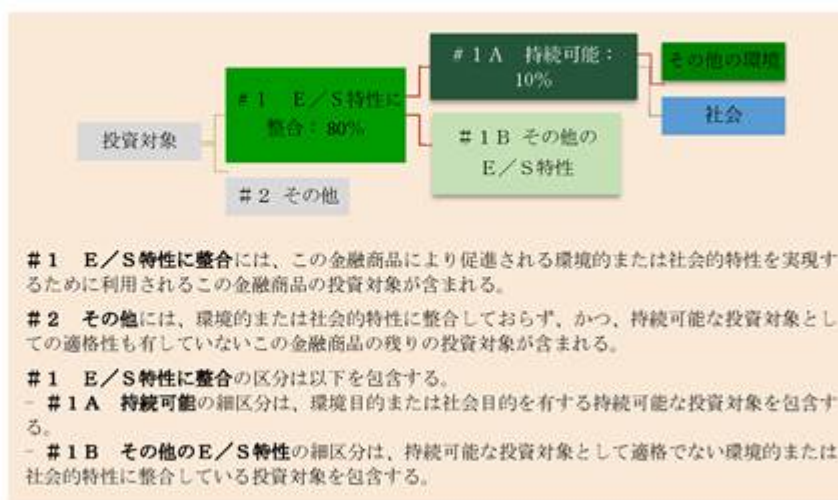 ＃１Ａ　持続可能：
10%
その他の環境
＃１　Ｅ／Ｓ特性に
整合：80%
社会
投資対象
＃１Ｂ その他の
Ｅ／Ｓ特性
＃２ その他
＃１　Ｅ／Ｓ特性に整合には、この金融商品により促進される環境的または社会的特性を実現す
るために利用されるこの金融商品の投資対象が含まれる。
＃２　その他には、環境的または社会的特性に整合しておらず、かつ、持続可能な投資対象とし
ての適格性も有していないこの金融商品の残りの投資対象が含まれる。
＃１　Ｅ／Ｓ特性に整合の区分は以下を包含する。
－ ＃１Ａ　持続可能の細区分は、環境目的または社会目的を有する持続可能な投資対象を包含す
る。
－ ＃１Ｂ　その他のＥ／Ｓ特性の細区分は、持続可能な投資対象として適格でない環境的または
社会的特性に整合している投資対象を包含する。